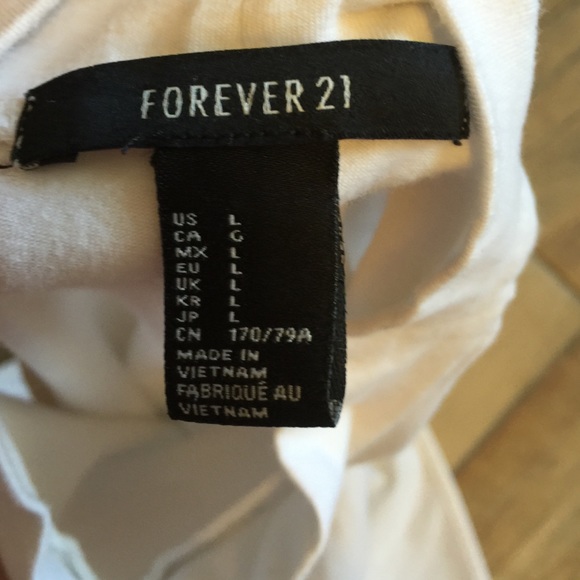 FOREVER 21
US L
CA G
MX L
EU L
UK L
KR L
JP L
CN 170/79A
MADE IN
VIETNAM
FABRIQUÉ AU
VIETNAM